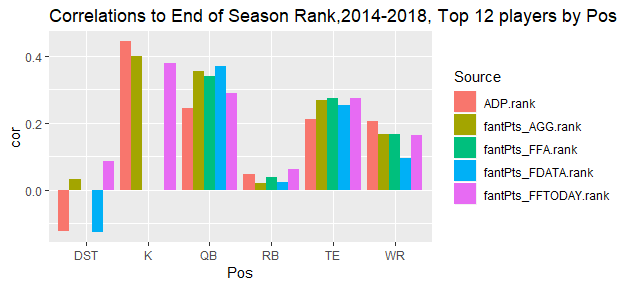 Correlations to End of Season Rank,2014-2018, Top 12 players by Pos
0.4
0.2
0.0
cor
DST K QB RB TE WR
Pos
Source
ADP.rank
fantPts_AGG.rank
fantPts_FFA.rank
fantPts_FDATA.rank
fantPts_FFTODAY.rank